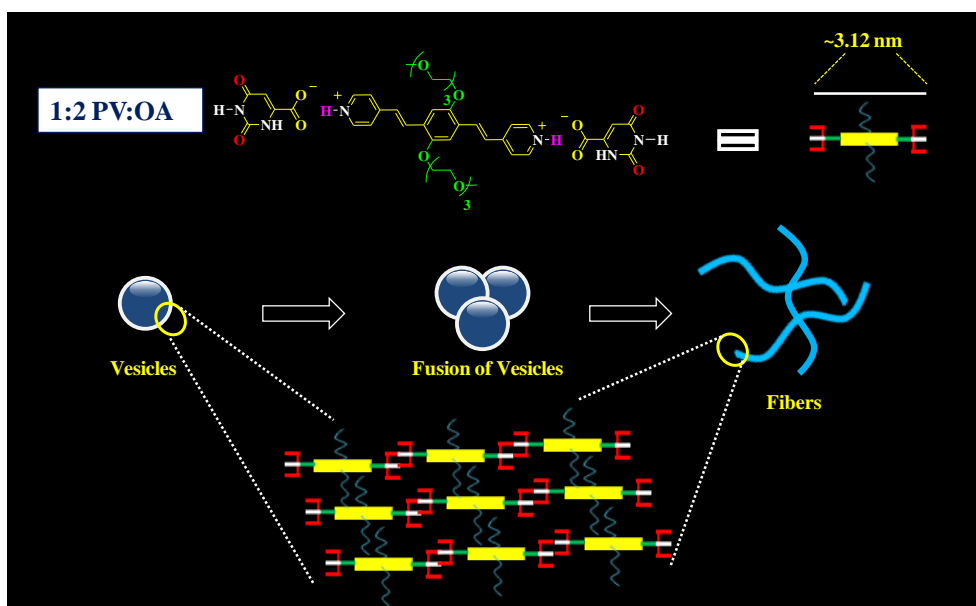 ~3.12 nm
1:2 PV:OA
O
O
3
O
O
O
−
H
+
N
H
N
NH
O
O
O
O
3
+
N
H
−
O
O
HN
N
H
O
O
Vesicles
Fusion of Vesicles
Fibers